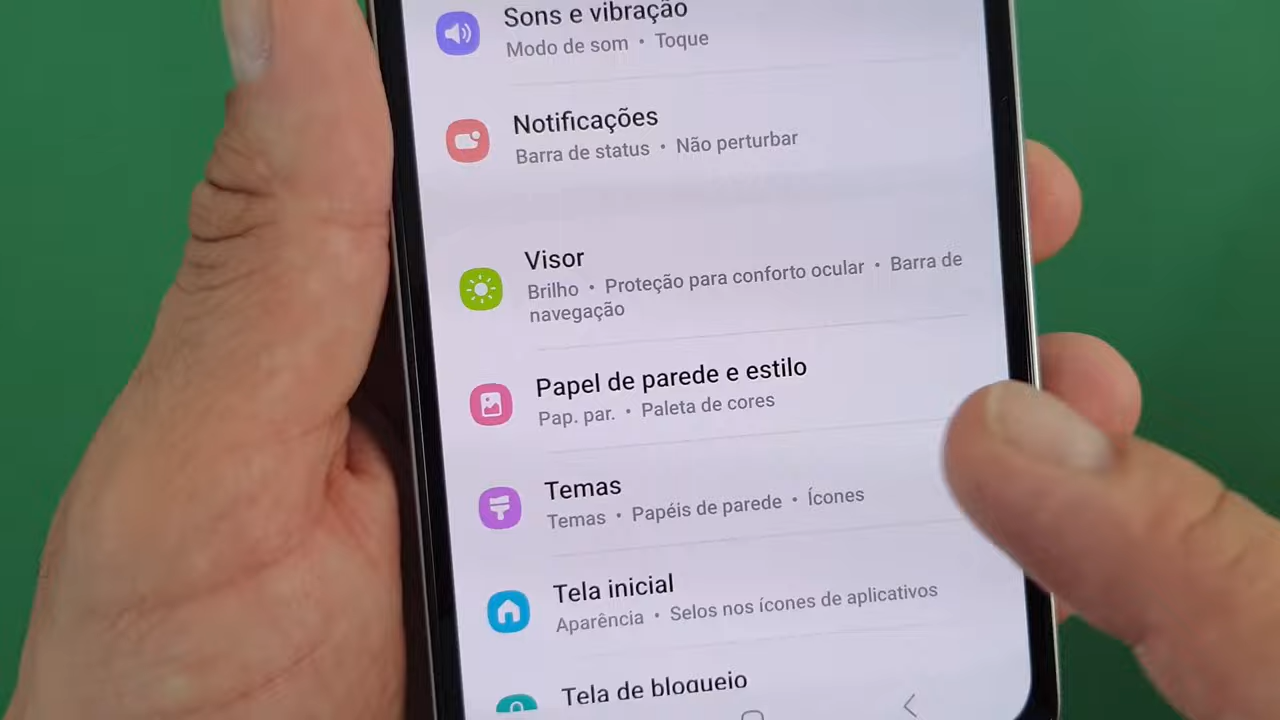 Sons e vibração
Modo de som • Toque
Notificações
Barra de status • Não perturbar
Visor
Brilho • Proteção para conforto ocular • Barra de
navegação
Papel de parede e estilo
Pap. par. • Paleta de cores
Temas
Temas • Papéis de parede • Ícones
Tela inicial
Aparência • Selos nos ícones de aplicativos
Tela de bloqueio